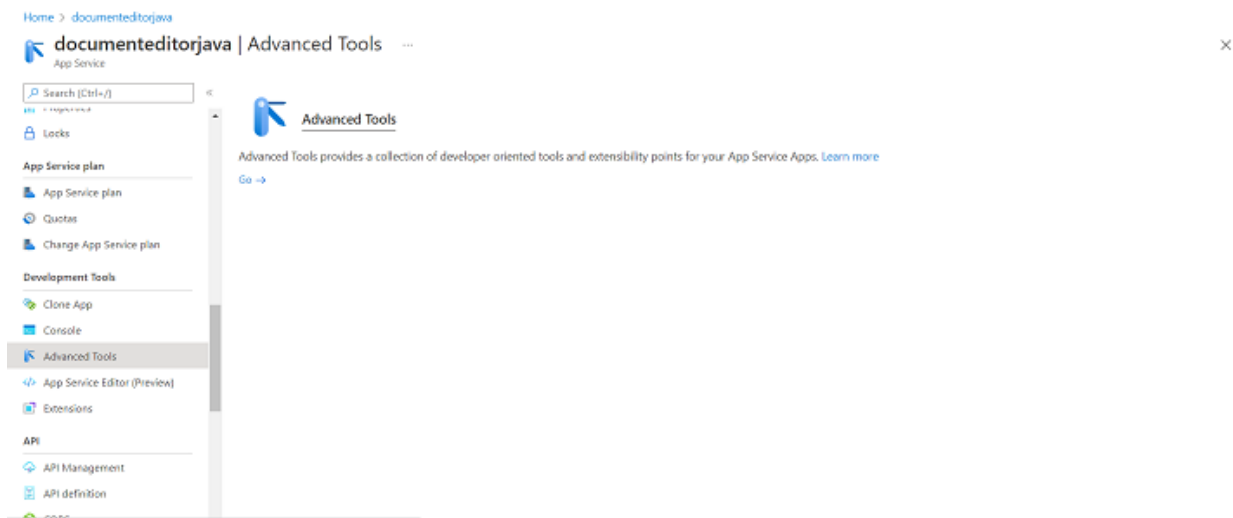 Home > documenteditorjava
documenteditorjava | Advanced Tools ...
App Service
Search (Ctrl+/)
«
Properties
Locks
App Service plan
App Service plan
Quotas
Change App Service plan
Development Tools
Clone App
Console
Advanced Tools
App Service Editor (Preview)
Extensions
API
API Management
API definition
Advanced Tools
Advanced Tools provides a collection of developer oriented tools and extensibility points for your App Service Apps. Learn more
Go →